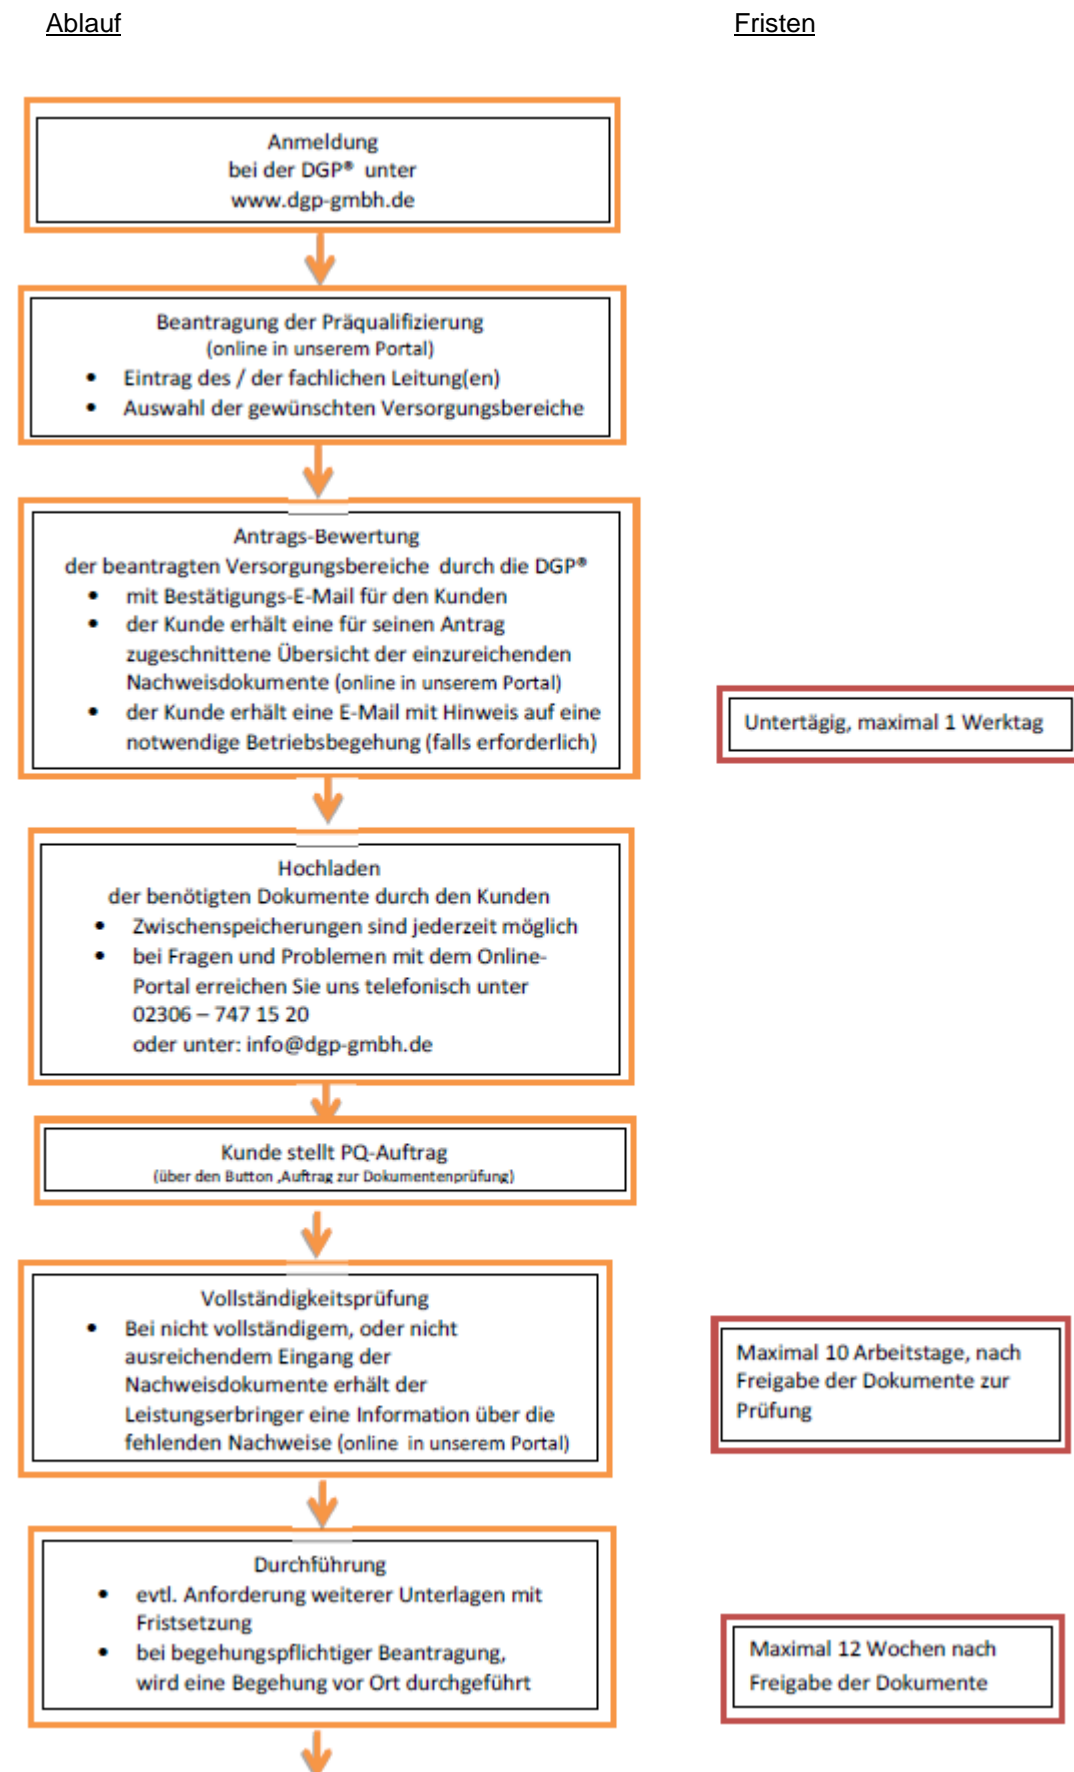 Ablauf
Fristen
Anmeldung
bei der DGP® unter
www.dgp-gmbh.de
Beantragung der Präqualifizierung
(online in unserem Portal)
• Eintrag des / der fachlichen Leitung(en)
• Auswahl der gewünschten Versorgungsbereiche
Antrags-Bewertung
der beantragten Versorgungsbereiche durch die DGP®
• mit Bestätigungs-E-Mail für den Kunden
• der Kunde erhält eine für seinen Antrag
zugeschnittene Übersicht der einzureichenden
Nachweisdokumente (online in unserem Portal)
• der Kunde erhält eine E-Mail mit Hinweis auf eine
notwendige Betriebsbegehung (falls erforderlich)
Untertägig, maximal 1 Werktag
Hochladen
der benötigten Dokumente durch den Kunden
• Zwischenspeicherungen sind jederzeit möglich
• bei Fragen und Problemen mit dem Online-
Portal erreichen Sie uns telefonisch unter
02306 – 747 15 20
oder unter: info@dgp-gmbh.de
Kunde stellt PQ-Auftrag
(über den Button ‚Auftrag zur Dokumentenprüfung)
Vollständigkeitsprüfung
• Bei nicht vollständigem, oder nicht
ausreichendem Eingang der
Nachweisdokumente erhält der
Leistungserbringer eine Information über die
fehlenden Nachweise (online in unserem Portal)
Maximal 10 Arbeitstage, nach
Freigabe der Dokumente zur
Prüfung
Durchführung
• evtl. Anforderung weiterer Unterlagen mit
Fristsetzung
• bei begehungspflichtiger Beantragung,
wird eine Begehung vor Ort durchgeführt
Maximal 12 Wochen nach
Freigabe der Dokumente